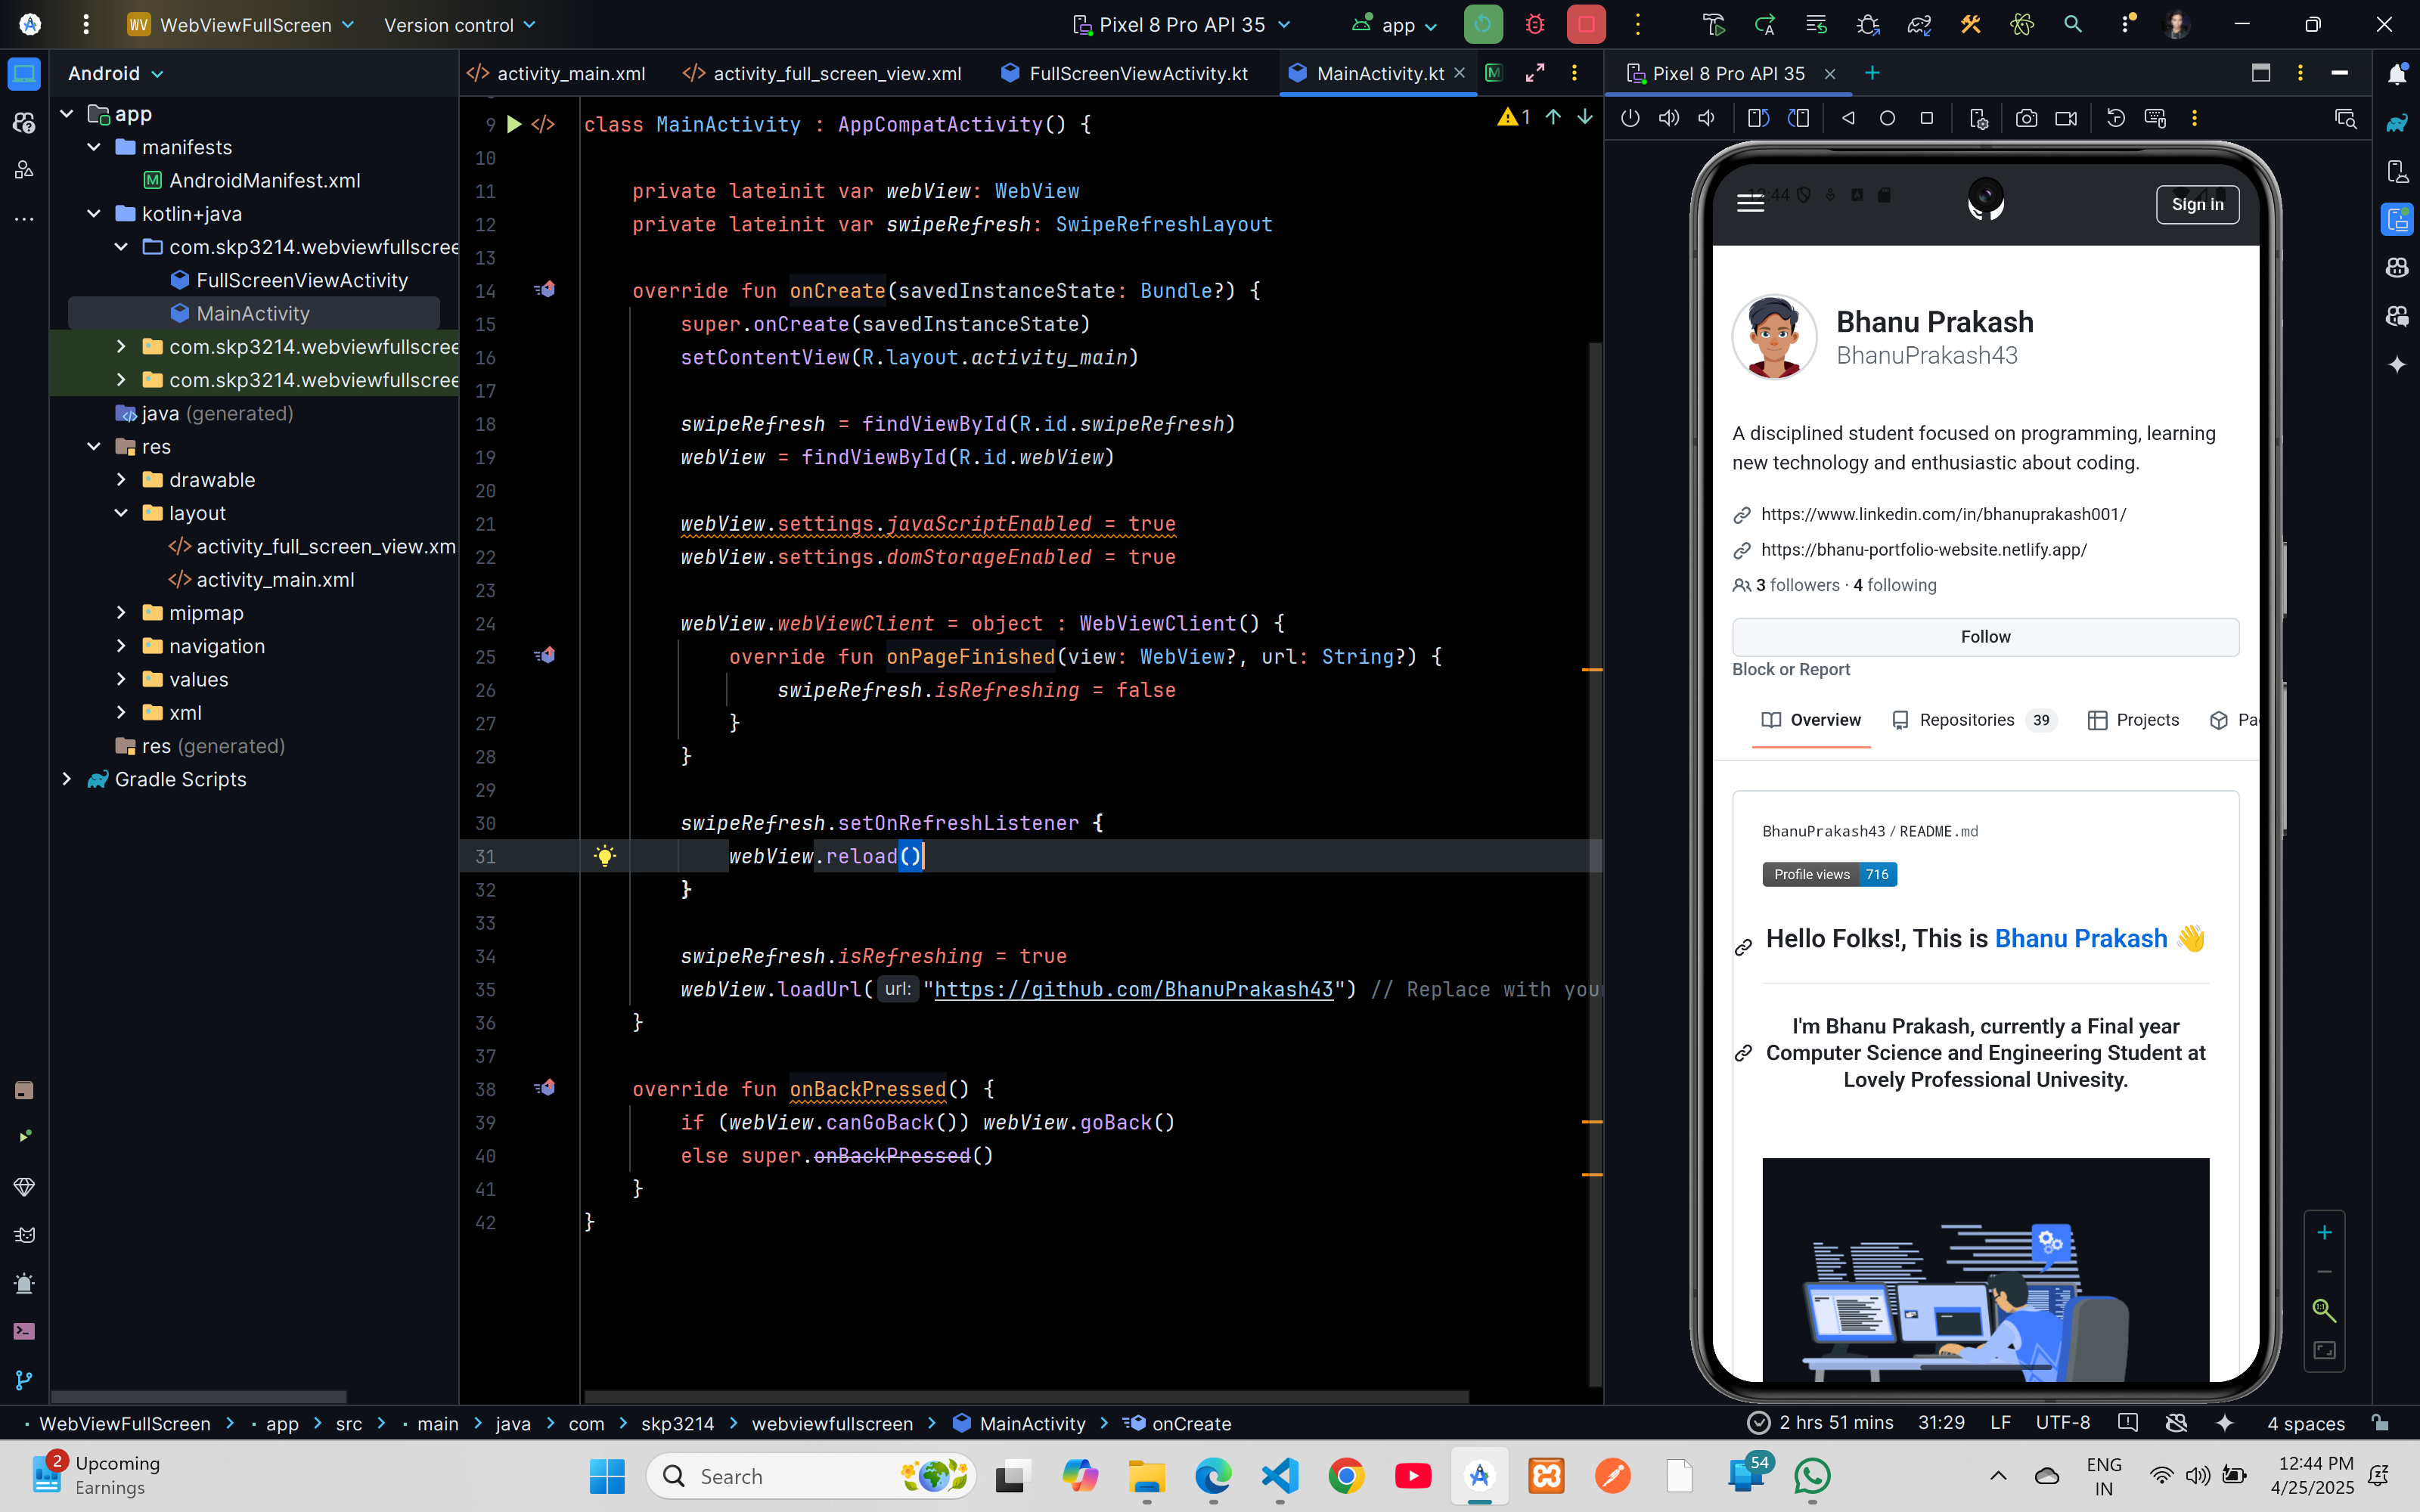 WV WebViewFullScreen Version control Pixel 8 Pro API 35 app
Android
app
manifests
AndroidManifest.xml
kotlin+java
com.skp3214.webviewfullscree
FullScreenViewActivity
MainActivity
com.skp3214.webviewfullscree
com.skp3214.webviewfullscree
java (generated)
res
drawable
layout
activity_full_screen_view.xm
activity_main.xml
mipmap
navigation
values
xml
res (generated)
Gradle Scripts
activity_main.xml activity_full_screen_view.xml FullScreenViewActivity.kt MainActivity.kt
1
9 class MainActivity : AppCompatActivity() {
10
11 private lateinit var webView: WebView
12 private lateinit var swipeRefresh: SwipeRefreshLayout
13
14 override fun onCreate(savedInstanceState: Bundle?) {
15 super.onCreate(savedInstanceState)
16 setContentView(R.layout.activity_main)
17
18 swipeRefresh = findViewById(R.id.swipeRefresh)
19 webView = findViewById(R.id.webView)
20
21 webView.settings.javaScriptEnabled = true
22 webView.settings.domStorageEnabled = true
23
24 webView.webViewClient = object : WebViewClient() {
25 override fun onPageFinished(view: WebView?, url: String?) {
26 swipeRefresh.isRefreshing = false
27 }
28 }
29
30 swipeRefresh.setOnRefreshListener {
31 webView.reload()
32 }
33
34 swipeRefresh.isRefreshing = true
35 webView.loadUrl( url: "https://github.com/BhanuPrakash43") // Replace with you
36 }
37
38 override fun onBackPressed() {
39 if (webView.canGoBack()) webView.goBack()
40 else super.onBackPressed()
41 }
42 }
Pixel 8 Pro API 35
12:44
Sign in
Bhanu Prakash
BhanuPrakash43
A disciplined student focused on programming, learning
new technology and enthusiastic about coding.
https://www.linkedin.com/in/bhanuprakash001/
https://bhanu-portfolio-website.netlify.app/
3 followers · 4 following
Follow
Block or Report
Overview Repositories 39 Projects Pa
BhanuPrakash43 / README.md
Profile views 716
Hello Folks!, This is Bhanu Prakash 👋
I'm Bhanu Prakash, currently a Final year
Computer Science and Engineering Student at
Lovely Professional Univesity.
1:1
WebViewFullScreen > app > src > main > java > com > skp3214 > webviewfullscreen > MainActivity > onCreate
2 hrs 51 mins 31:29 LF UTF-8 4 spaces
2 Upcoming
Earnings
Search
54
ENG
IN
12:44 PM
4/25/2025